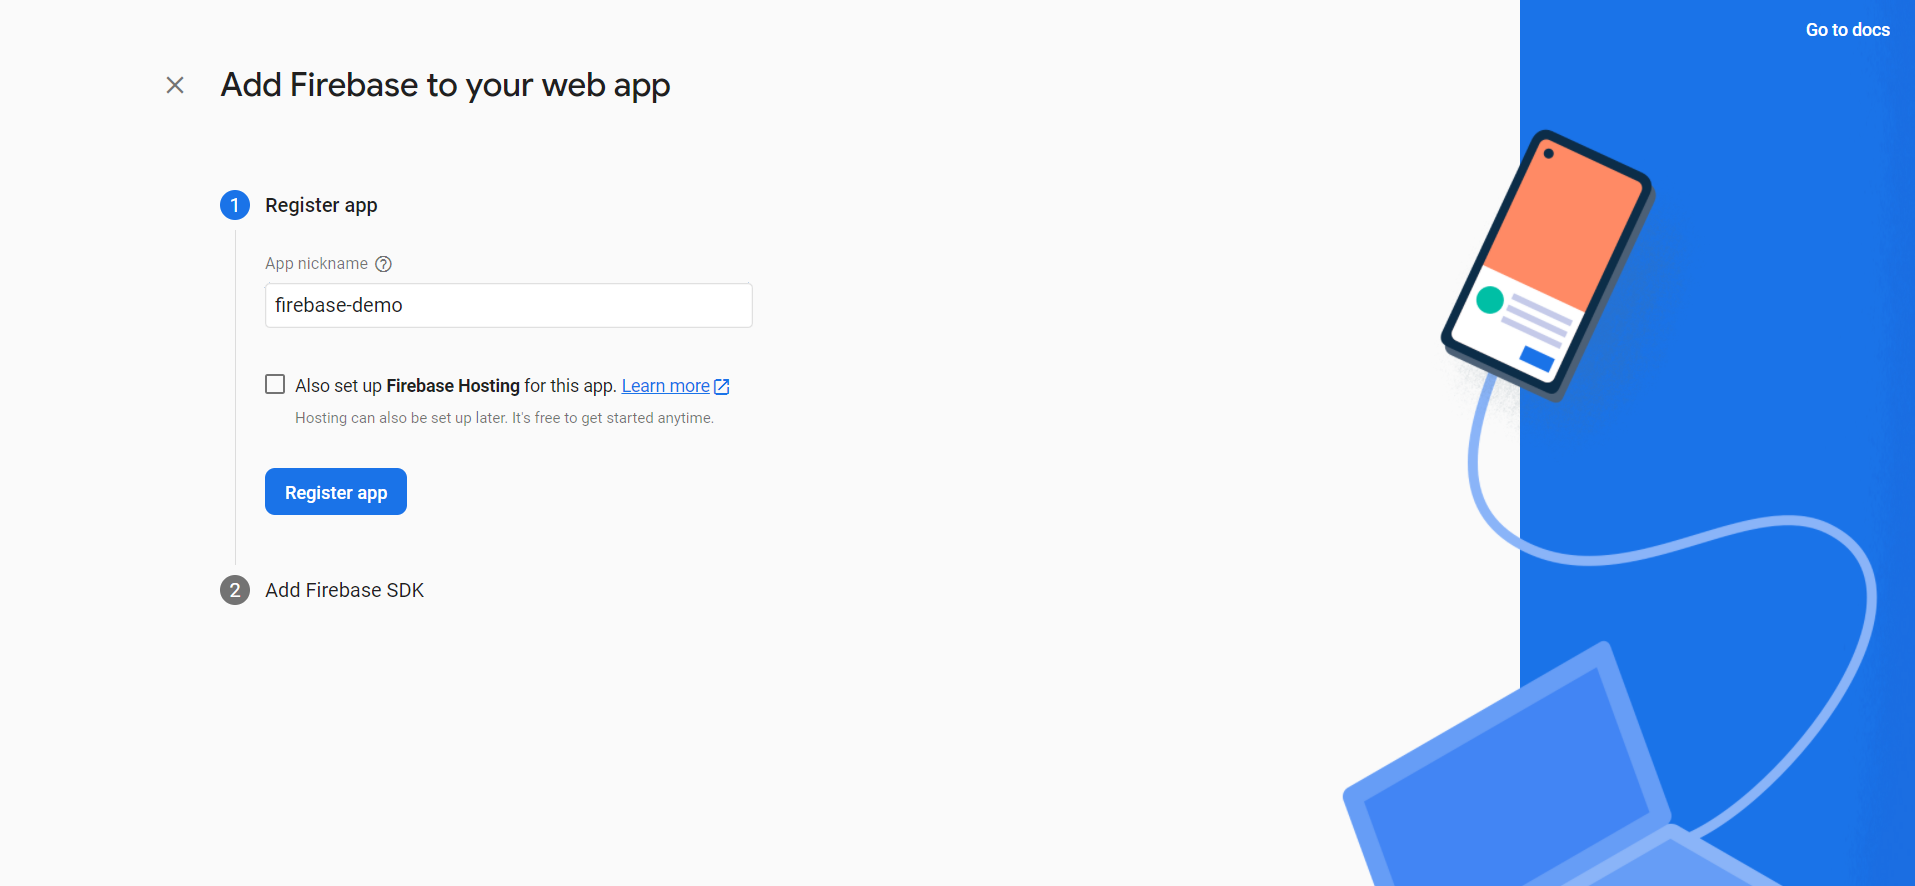 Go to docs
Add Firebase to your web app
1 Register app
App nickname
firebase-demo
Also set up Firebase Hosting for this app. Learn more
Hosting can also be set up later. It's free to get started anytime.
Register app
2 Add Firebase SDK